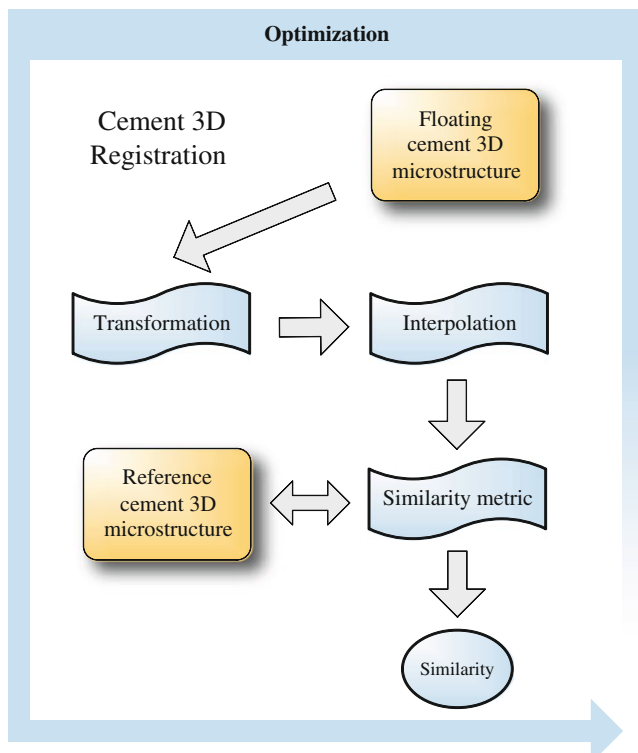 Optimization
Cement 3D
Registration
Floating
cement 3D
microstructure
Transformation
Interpolation
Reference
cement 3D
microstructure
Similarity metric
Similarity